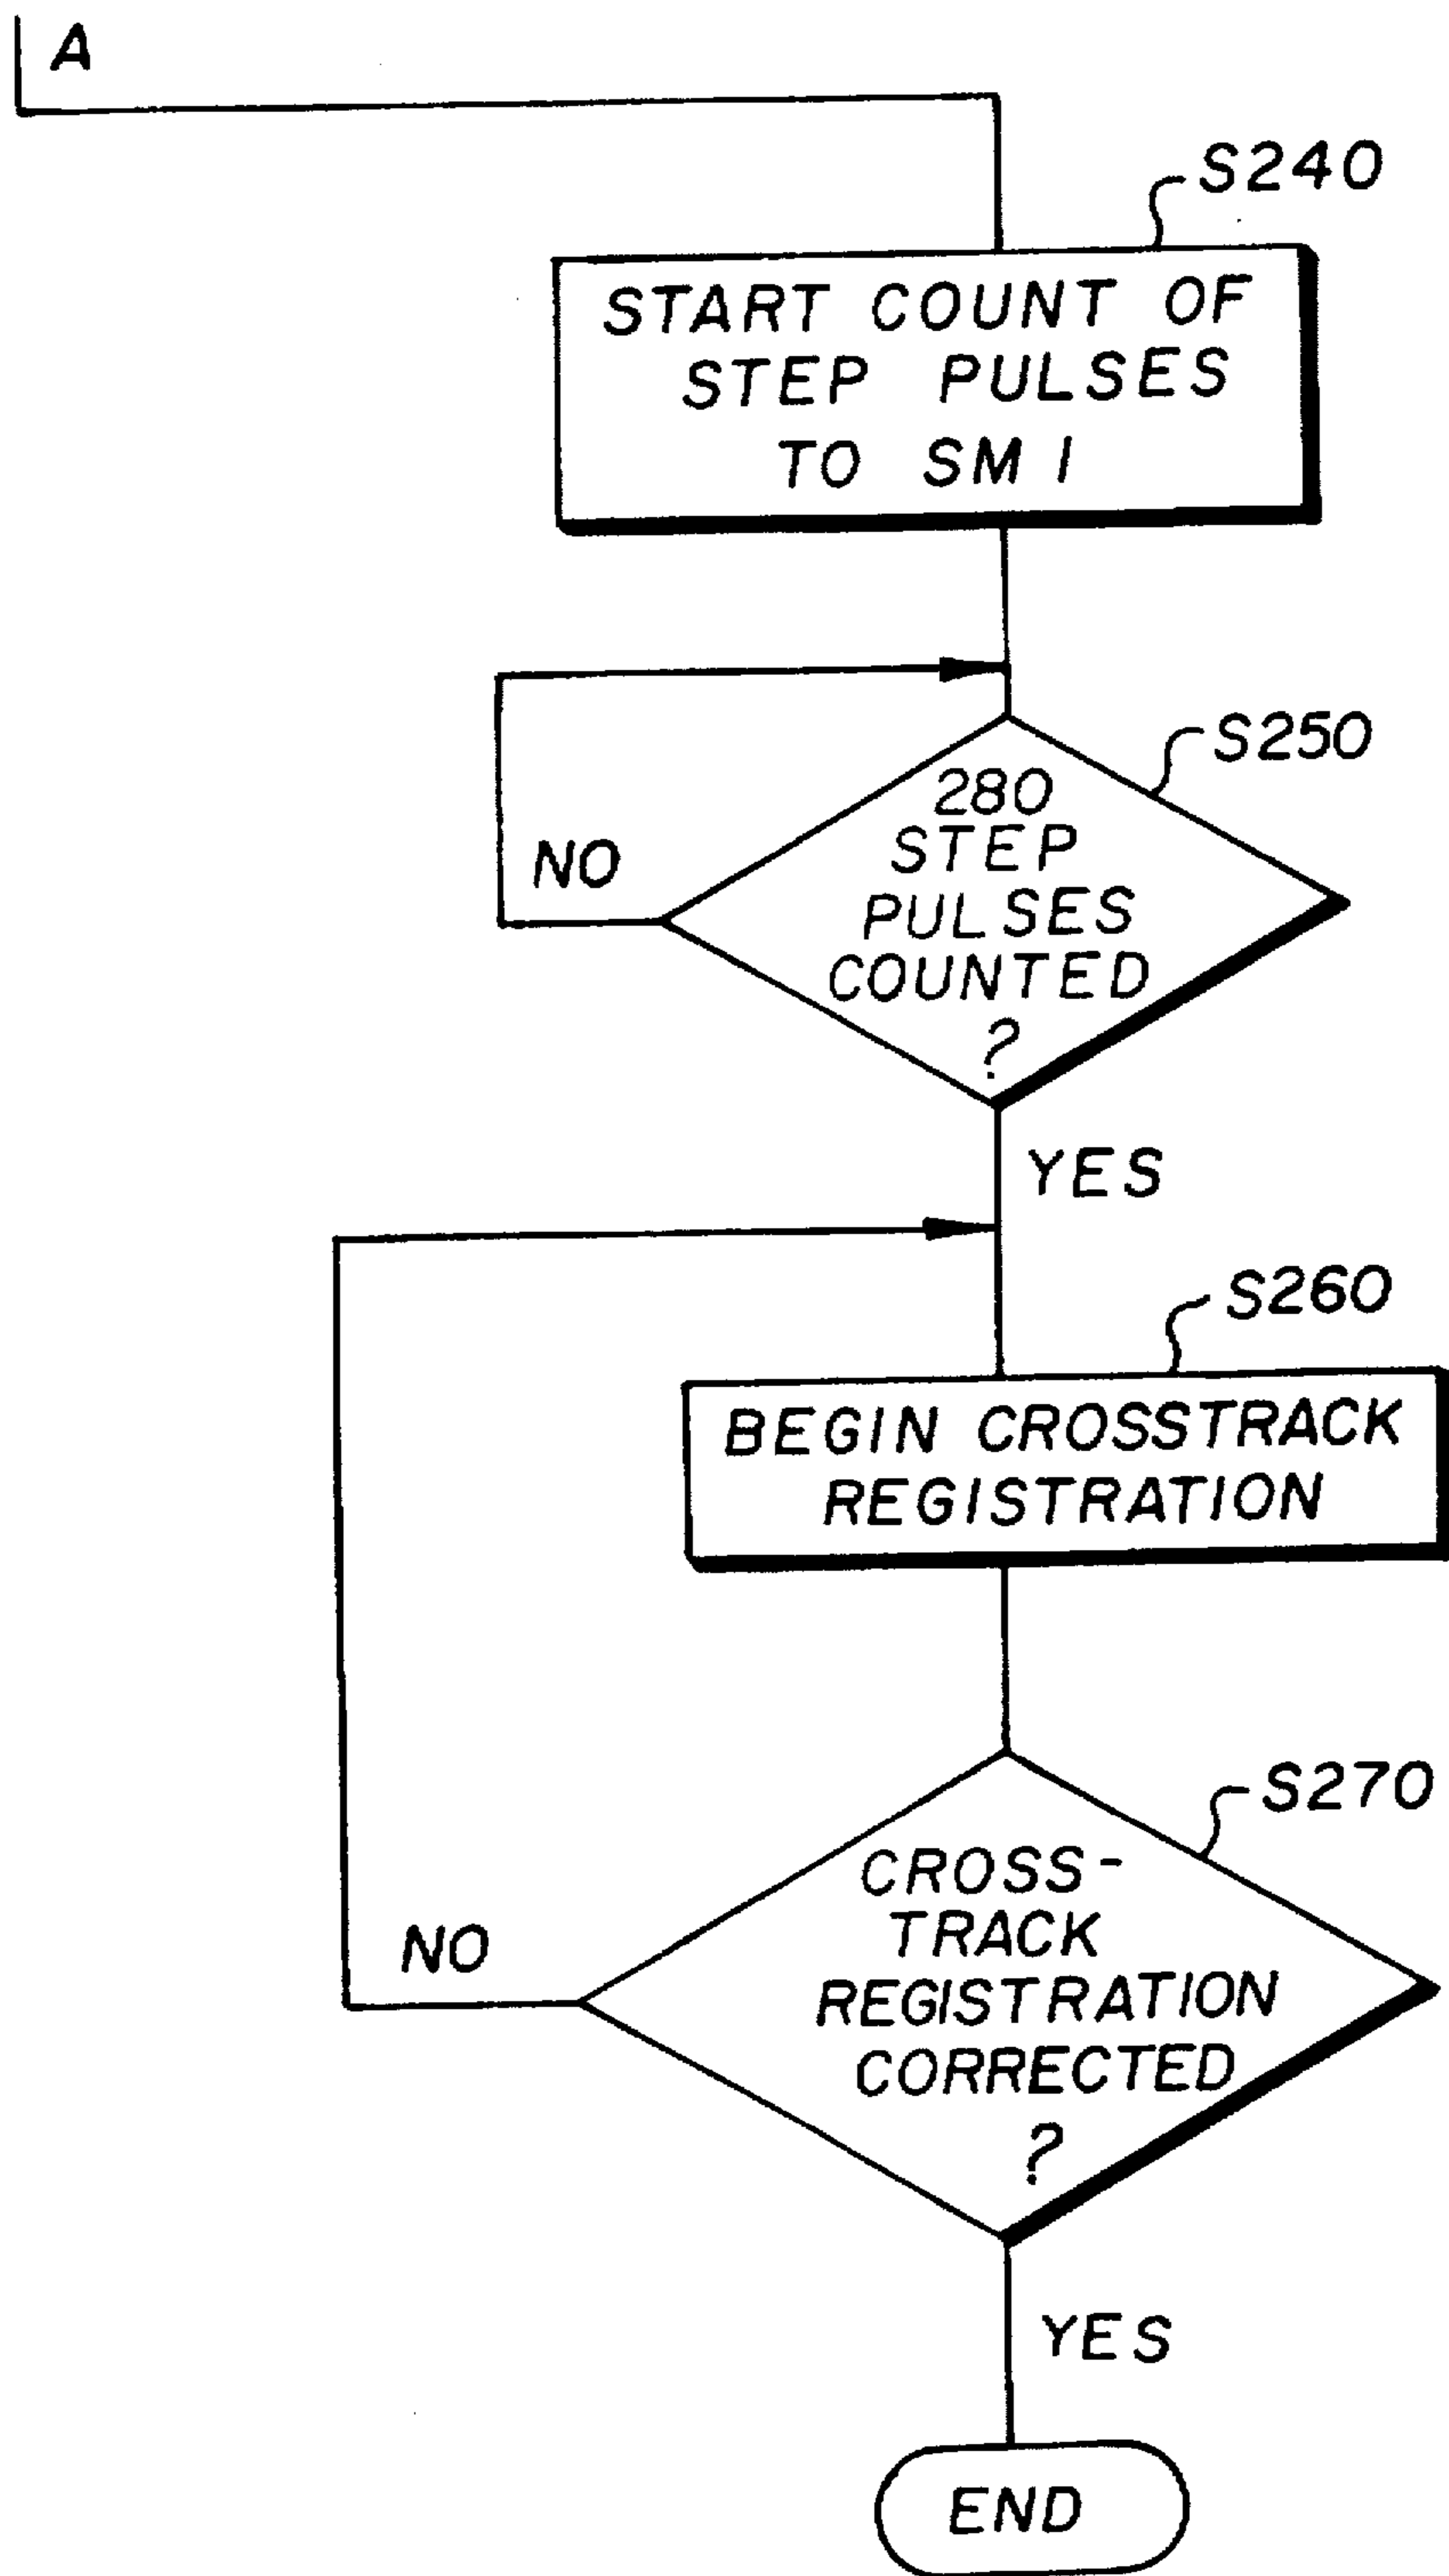 A
S240
START COUNT OF
STEP PULSES
TO SM 1
S250
280
STEP
PULSES
COUNTED
?
NO
YES
S260
BEGIN CROSSTRACK
REGISTRATION
S270
CROSS-
TRACK
REGISTRATION
CORRECTED
?
NO
YES
END